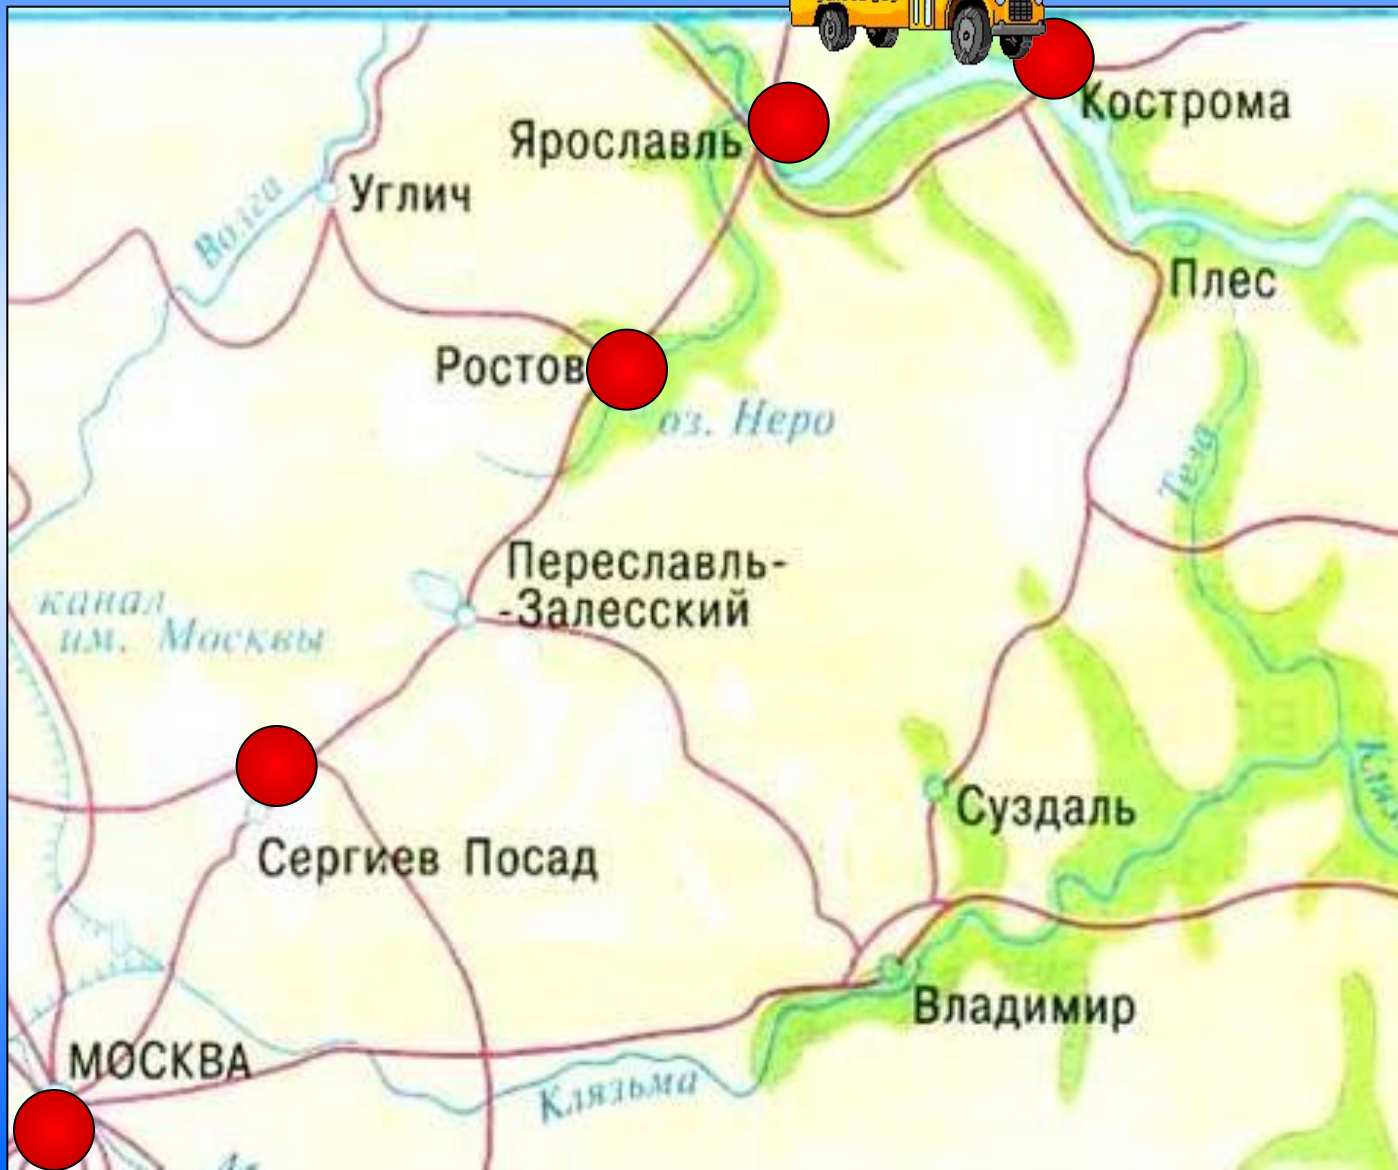 Кострома
Ярославль
Углич
Волга
Плес
Ростов
оз. Неро
Теза
Переславль-
-Залесский
канал
им. Москвы
Суздаль
Сергиев Посад
Владимир
МОСКВА
Клязьма